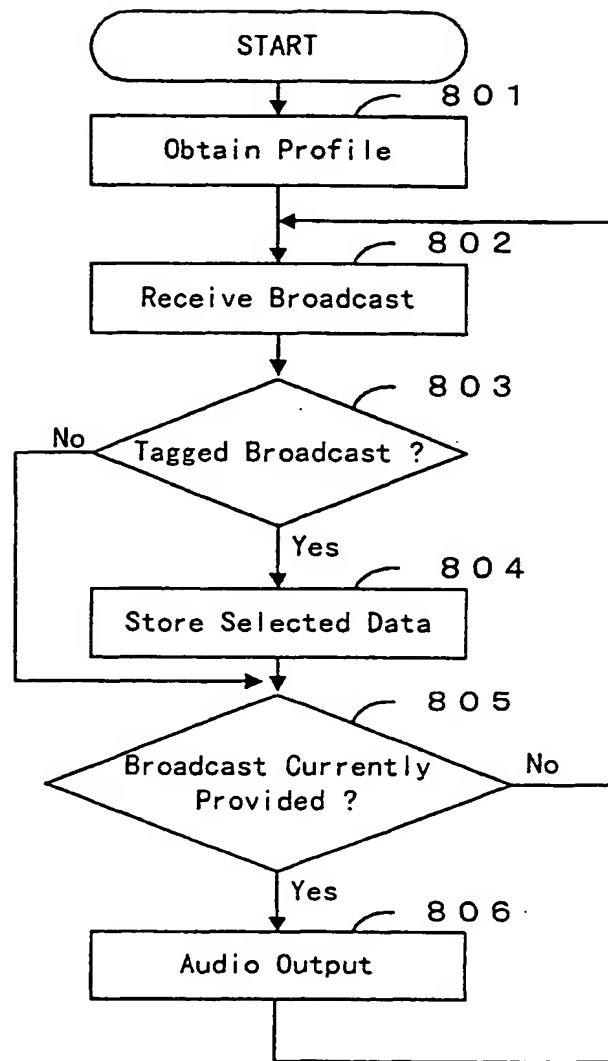 START
801
Obtain Profile
802
Receive Broadcast
803
No
Tagged Broadcast ?
Yes
804
Store Selected Data
805
Broadcast Currently
Provided ?
No
Yes
806
Audio Output